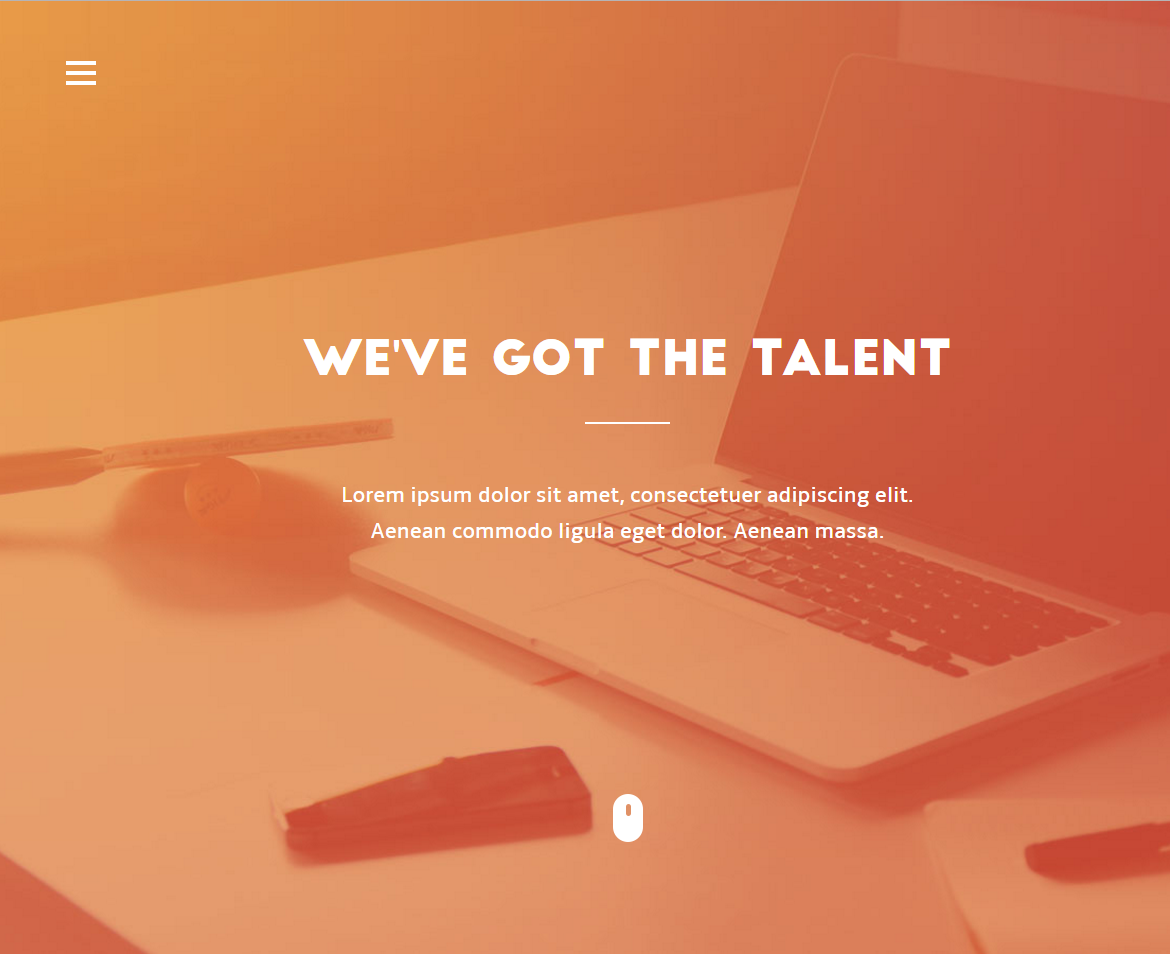 WE'VE GOT THE TALENT
Lorem ipsum dolor sit amet, consectetuer adipiscing elit.
Aenean commodo ligula eget dolor. Aenean massa.